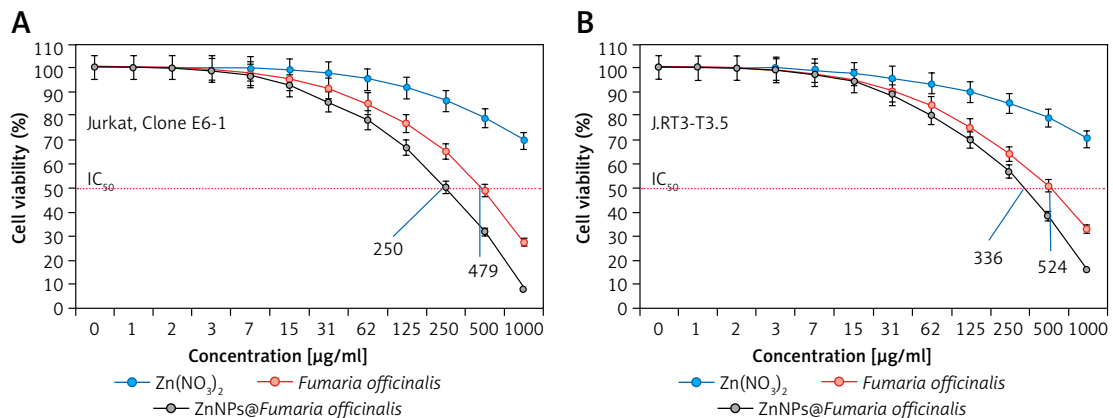 A
Cell viability (%)
110
100
90
80
70
60
50
40
30
20
10
0
Jurkat, Clone E6-1
IC50
250
479
0 1 2 3 7 15 31 62 125 250 500 1000
Concentration [μg/ml]
Zn(NO3)2 Fumaria officinalis
ZnNPs@Fumaria officinalis
B
Cell viability (%)
110
100
90
80
70
60
50
40
30
20
10
0
J.RT3-T3.5
IC50
336
524
0 1 2 3 7 15 31 62 125 250 500 1000
Concentration [μg/ml]
Zn(NO3)2 Fumaria officinalis
ZnNPs@Fumaria officinalis